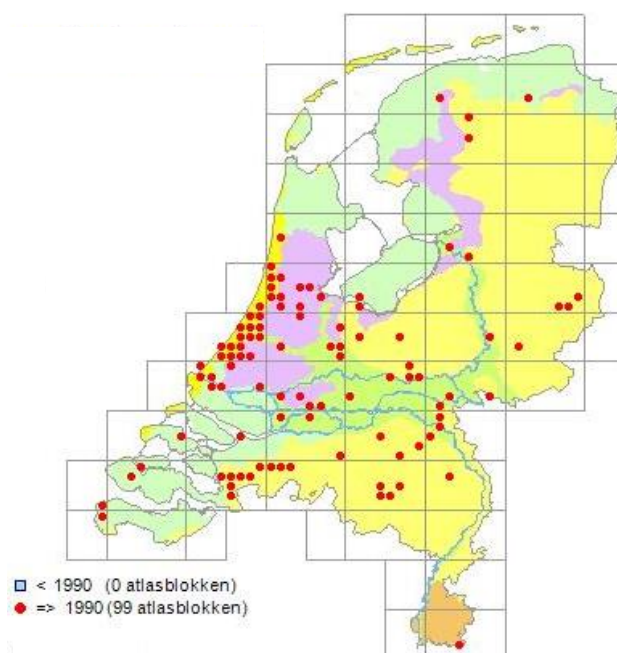 < 1990 (0 atlasblokken)
=> 1990 (99 atlasblokken)